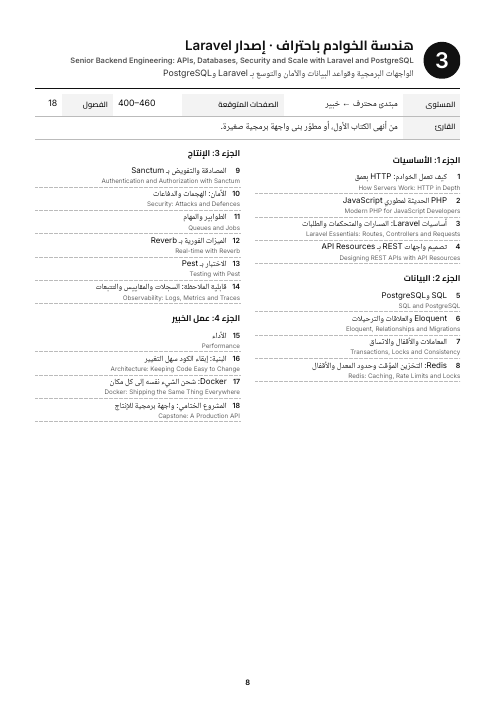 3
هندسة الخوادم باحتراف · إصدار Laravel
Senior Backend Engineering: APIs, Databases, Security and Scale with Laravel and PostgreSQL
الواجهات البرمجية وقواعد البيانات والأمان والتوسع بـ Laravel وPostgreSQL
المستوى مبتدئ محترف ← خبير الصفحات المتوقعة 400–460 الفصول 18
القارئ من أنهى الكتاب الأول، أو مطوّر بنى واجهة برمجية صغيرة.
الجزء 1: الأساسيات
1 كيف تعمل الخوادم: HTTP بعمق
How Servers Work: HTTP in Depth
2 PHP الحديثة لمطوري JavaScript
Modern PHP for JavaScript Developers
3 أساسيات Laravel: المسارات والمتحكمات والطلبات
Laravel Essentials: Routes, Controllers and Requests
4 تصميم واجهات REST بـ API Resources
Designing REST APIs with API Resources
الجزء 2: البيانات
5 SQL وPostgreSQL
SQL and PostgreSQL
6 Eloquent والعلاقات والترحيلات
Eloquent, Relationships and Migrations
7 المعاملات والأقفال والاتساق
Transactions, Locks and Consistency
8 Redis: التخزين المؤقت وحدود المعدل والأقفال
Redis: Caching, Rate Limits and Locks
الجزء 3: الإنتاج
9 المصادقة والتفويض بـ Sanctum
Authentication and Authorization with Sanctum
10 الأمان: الهجمات والدفاعات
Security: Attacks and Defences
11 الطوابير والمهام
Queues and Jobs
12 الميزات الفورية بـ Reverb
Real-time with Reverb
13 الاختبار بـ Pest
Testing with Pest
14 قابلية الملاحظة: السجلات والمقاييس والتتبعات
Observability: Logs, Metrics and Traces
الجزء 4: عمل الخبير
15 الأداء
Performance
16 البنية: إبقاء الكود سهل التغيير
Architecture: Keeping Code Easy to Change
17 Docker: شحن الشيء نفسه إلى كل مكان
Docker: Shipping the Same Thing Everywhere
18 المشروع الختامي: واجهة برمجية للإنتاج
Capstone: A Production API
8